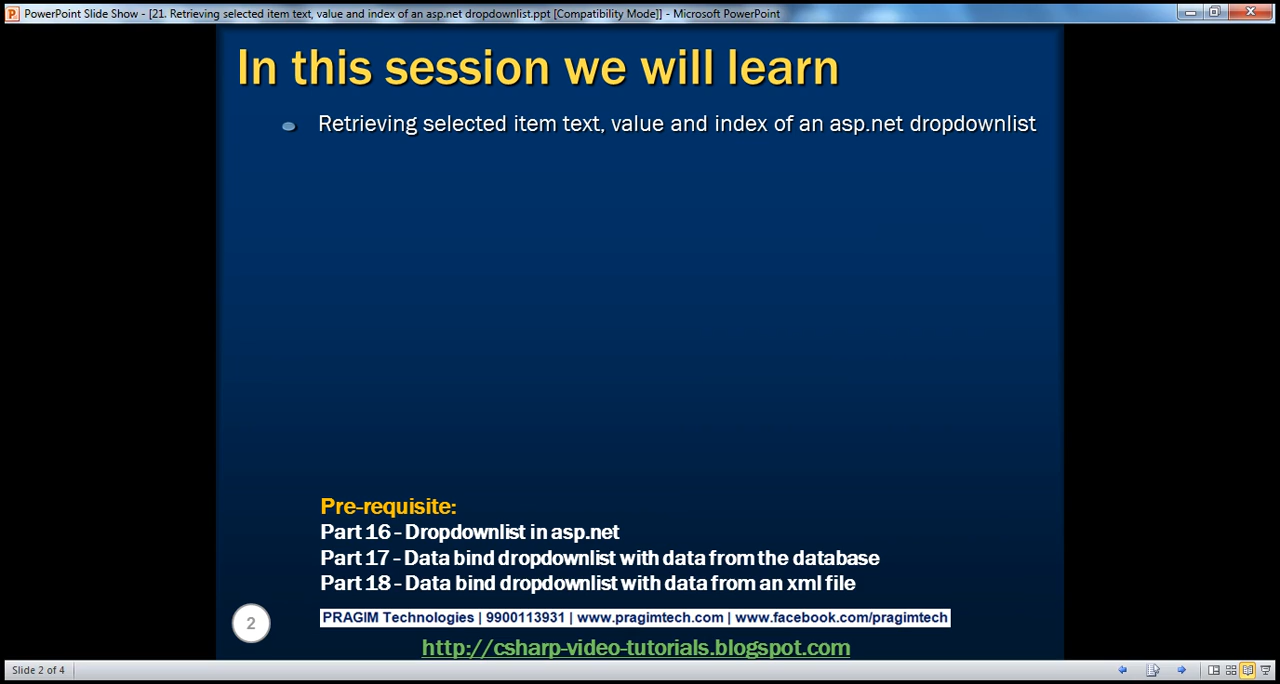 PowerPoint Slide Show - [21. Retrieving selected item text, value and index of an asp.net dropdownlist.ppt [Compatibility Mode]] - Microsoft PowerPoint
In this session we will learn
Retrieving selected item text, value and index of an asp.net dropdownlist
Pre-requisite:
Part 16 - Dropdownlist in asp.net
Part 17 - Data bind dropdownlist with data from the database
Part 18 - Data bind dropdownlist with data from an xml file
2
PRAGIM Technologies | 9900113931 | www.pragimtech.com | www.facebook.com/pragimtech
http://csharp-video-tutorials.blogspot.com
Slide 2 of 4